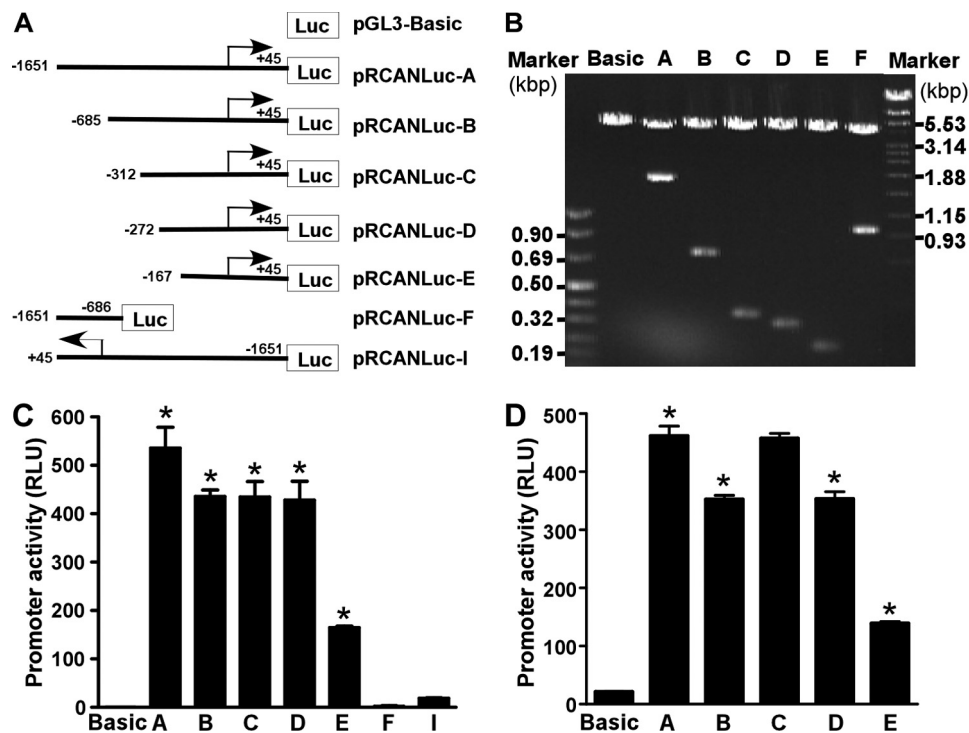 A
Luc pGL3-Basic
-1651 +45 Luc pRCANLuc-A
-685 +45 Luc pRCANLuc-B
-312 +45 Luc pRCANLuc-C
-272 +45 Luc pRCANLuc-D
-167 +45 Luc pRCANLuc-E
-1651 -686 Luc pRCANLuc-F
+45 -1651 Luc pRCANLuc-I
B
Marker Basic A B C D E F Marker
(kbp) (kbp)
5.63
3.14
1.88
1.15
0.93
0.90
0.69
0.50
0.32
0.19
C
Promoter activity (RLU)
600
500
400
300
200
100
0
* * * * *
Basic A B C D E F I
D
Promoter activity (RLU)
500
400
300
200
100
0
* * * *
Basic A B C D E